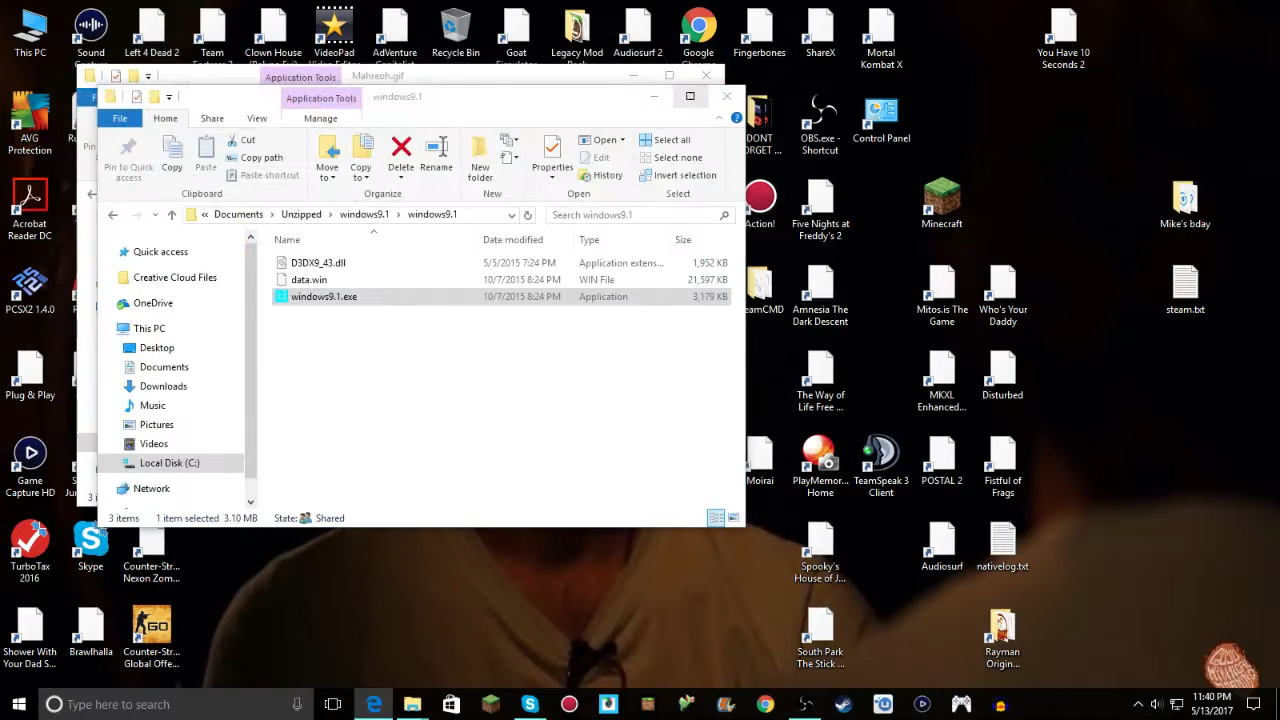 This PC
Sound
Left 4 Dead 2
Team
Clown House
VideoPad
AdVenture
Recycle Bin
Goat
Legacy Mod
Audiosurf 2
Google
Fingerbones
ShareX
Mortal
Kombat X
You Have 10
Seconds 2
Application Tools
Mahreoh.gif
Application Tools
windows9.1
File
Home
Share
View
Manage
Pin to Quick
access
Copy
Paste
Cut
Copy path
Paste shortcut
Move
to
Copy
to
Delete
Rename
New
folder
Properties
Open
Edit
History
Select all
Select none
Invert selection
Clipboard
Organize
New
Open
Select
« Documents > Unzipped > windows9.1 > windows9.1
Search windows9.1
Name
Date modified
Type
Size
D3DX9_43.dll
5/5/2015 7:24 PM
Application extens...
1,952 KB
data.win
10/7/2015 8:24 PM
WIN File
21,597 KB
windows9.1.exe
10/7/2015 8:24 PM
Application
3,179 KB
Quick access
Creative Cloud Files
OneDrive
This PC
Desktop
Documents
Downloads
Music
Pictures
Videos
Local Disk (C:)
Network
3 items
1 item selected 3.10 MB
State:
Shared
AVG
Protection
OBS.exe -
Shortcut
Control Panel
Acrobat
Reader DC
Action!
Five Nights at
Freddy's 2
Minecraft
Mike's bday
PCSX2 1.4.0
Amnesia The
Dark Descent
Mitos.is The
Game
Who's Your
Daddy
steam.txt
Plug & Play
The Way of
Life Free ...
MKXL
Enhanced...
Disturbed
Game
Capture HD
Moirai
PlayMemor...
Home
TeamSpeak 3
Client
POSTAL 2
Fistful of
Frags
TurboTax
2016
Skype
Counter-Str...
Nexon Zom...
Spooky's
House of J...
Audiosurf
nativelog.txt
Shower With
Your Dad S...
Brawlhalla
Counter-Str...
Global Offe...
South Park
The Stick ...
Rayman
Origin...
Type here to search
11:40 PM
5/13/2017